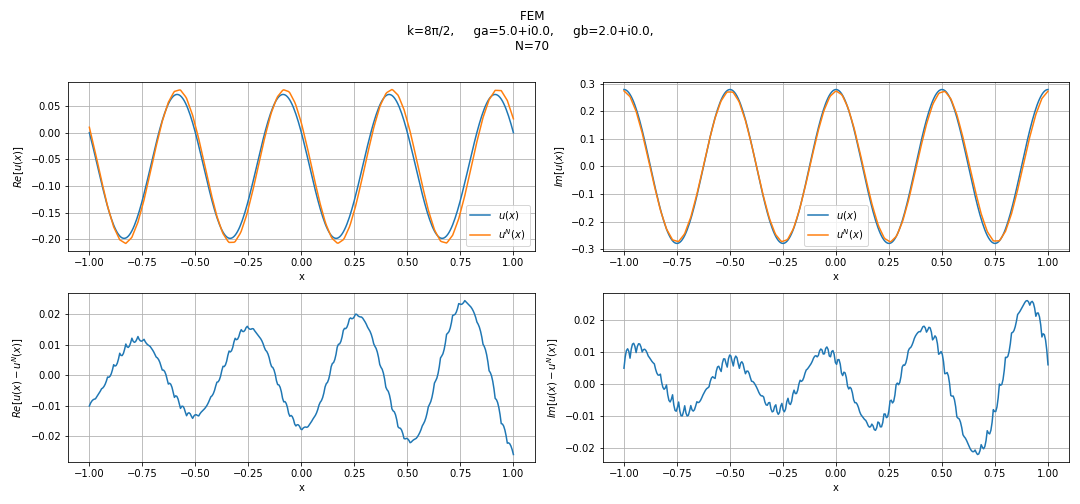 FEM
k=8π/2, ga=5.0+i0.0, gb=2.0+i0.0,
N=70
Re[u(x)]
0.05
0.00
−0.05
−0.10
−0.15
−0.20
u(x)
u^N(x)
−1.00 −0.75 −0.50 −0.25 0.00 0.25 0.50 0.75 1.00
x
Im[u(x)]
0.3
0.2
0.1
0.0
−0.1
−0.2
−0.3
u(x)
u^N(x)
−1.00 −0.75 −0.50 −0.25 0.00 0.25 0.50 0.75 1.00
x
Re[u(x) − u^N(x)]
0.02
0.01
0.00
−0.01
−0.02
−1.00 −0.75 −0.50 −0.25 0.00 0.25 0.50 0.75 1.00
x
Im[u(x) − u^N(x)]
0.02
0.01
0.00
−0.01
−0.02
−1.00 −0.75 −0.50 −0.25 0.00 0.25 0.50 0.75 1.00
x